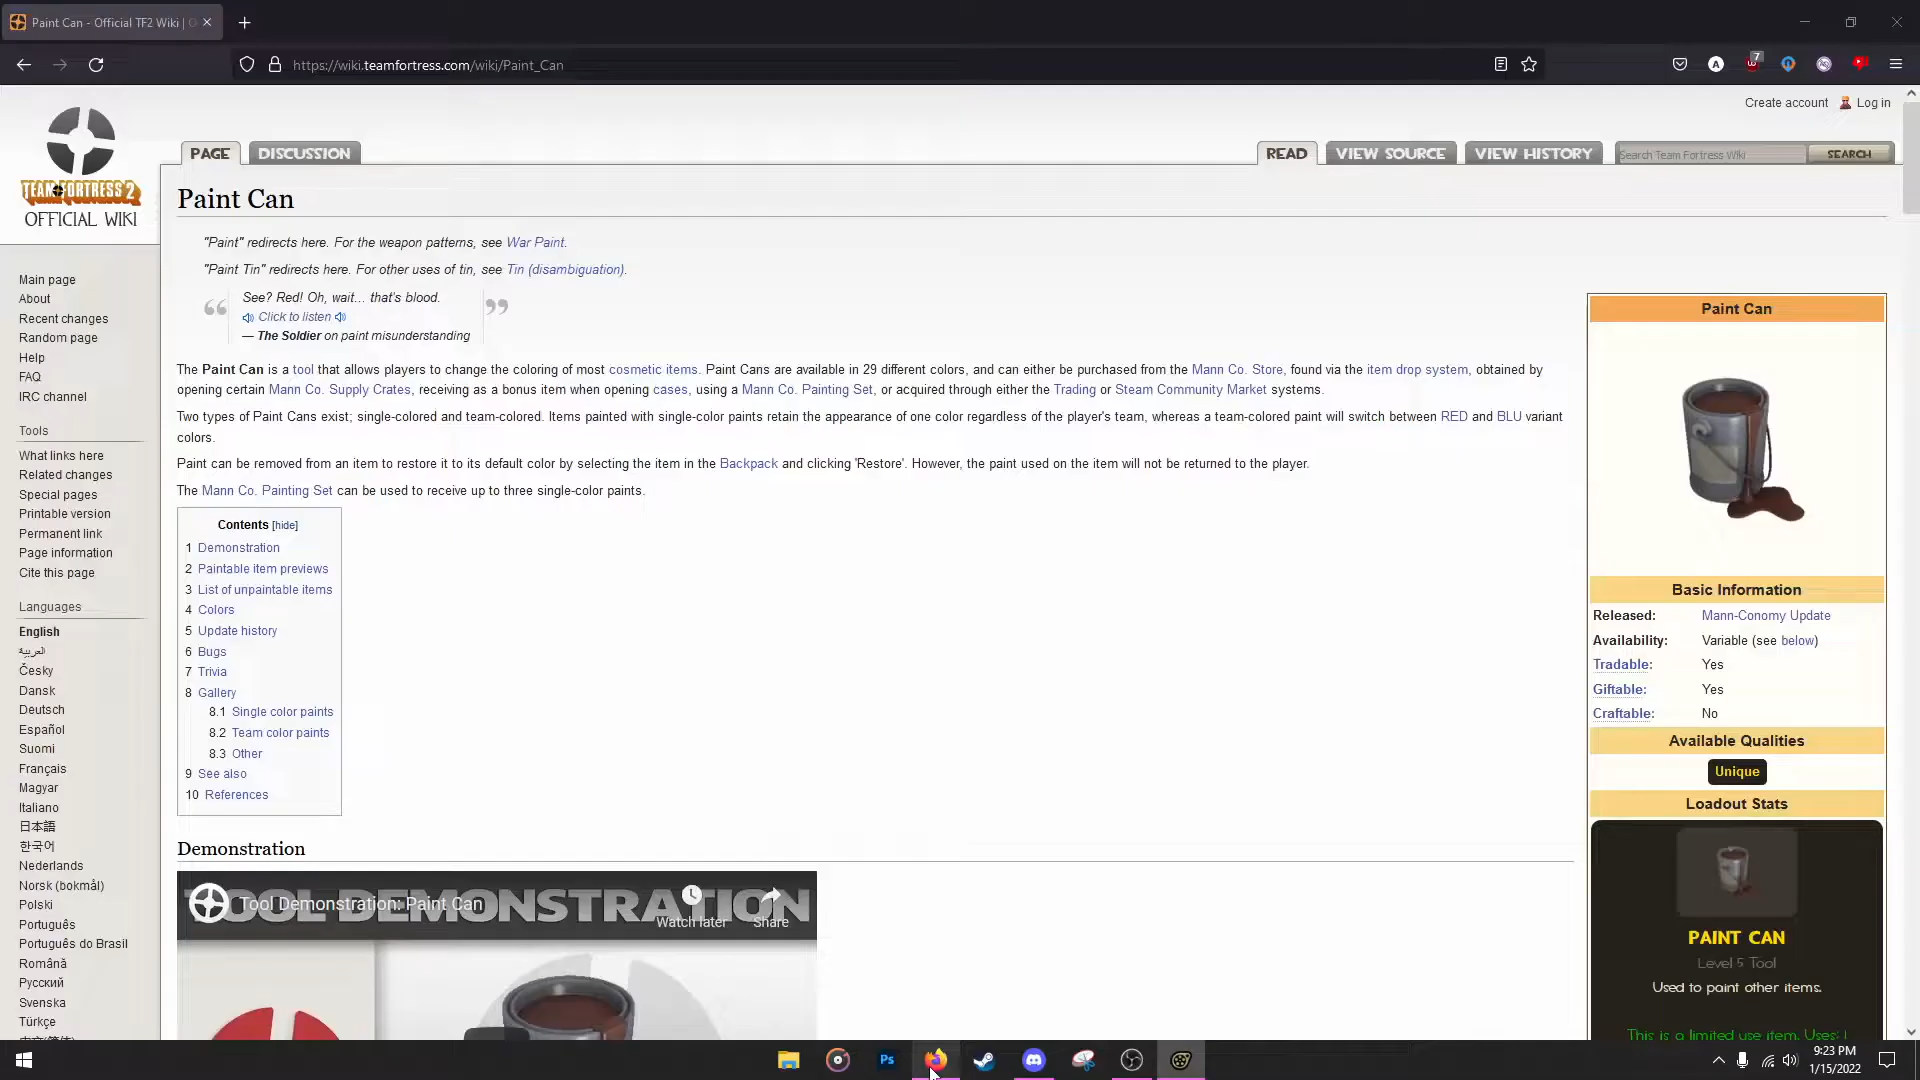 Paint Can - Official TF2 Wiki |
https://wiki.teamfortress.com/wiki/Paint_Can
7
Create account Log in
TEAM FORTRESS 2
OFFICIAL WIKI
PAGE DISCUSSION READ VIEW SOURCE VIEW HISTORY Search Team Fortress Wiki SEARCH
Paint Can
"Paint" redirects here. For the weapon patterns, see War Paint.
"Paint Tin" redirects here. For other uses of tin, see Tin (disambiguation).
“ See? Red! Oh, wait... that's blood. ”
Click to listen
— The Soldier on paint misunderstanding
The Paint Can is a tool that allows players to change the coloring of most cosmetic items. Paint Cans are available in 29 different colors, and can either be purchased from the Mann Co. Store, found via the item drop system, obtained by
opening certain Mann Co. Supply Crates, receiving as a bonus item when opening cases, using a Mann Co. Painting Set, or acquired through either the Trading or Steam Community Market systems.
Two types of Paint Cans exist; single-colored and team-colored. Items painted with single-color paints retain the appearance of one color regardless of the player's team, whereas a team-colored paint will switch between RED and BLU variant
colors.
Paint can be removed from an item to restore it to its default color by selecting the item in the Backpack and clicking 'Restore'. However, the paint used on the item will not be returned to the player.
The Mann Co. Painting Set can be used to receive up to three single-color paints.
Contents [hide]
1 Demonstration
2 Paintable item previews
3 List of unpaintable items
4 Colors
5 Update history
6 Bugs
7 Trivia
8 Gallery
8.1 Single color paints
8.2 Team color paints
8.3 Other
9 See also
10 References
Demonstration
TOOL DEMONSTRATION
Tool Demonstration: Paint Can
Watch later
Share
Main page
About
Recent changes
Random page
Help
FAQ
IRC channel
Tools
What links here
Related changes
Special pages
Printable version
Permanent link
Page information
Cite this page
Languages
English
العربية
Česky
Dansk
Deutsch
Español
Suomi
Français
Magyar
Italiano
日本語
한국어
Nederlands
Norsk (bokmål)
Polski
Português
Português do Brasil
Română
Русский
Svenska
Türkçe
Paint Can
Basic Information
Released: Mann-Conomy Update
Availability: Variable (see below)
Tradable: Yes
Giftable: Yes
Craftable: No
Available Qualities
Unique
Loadout Stats
PAINT CAN
Level 5 Tool
Used to paint other items.
This is a limited use item. Uses: 1
Ps
9:23 PM
1/15/2022